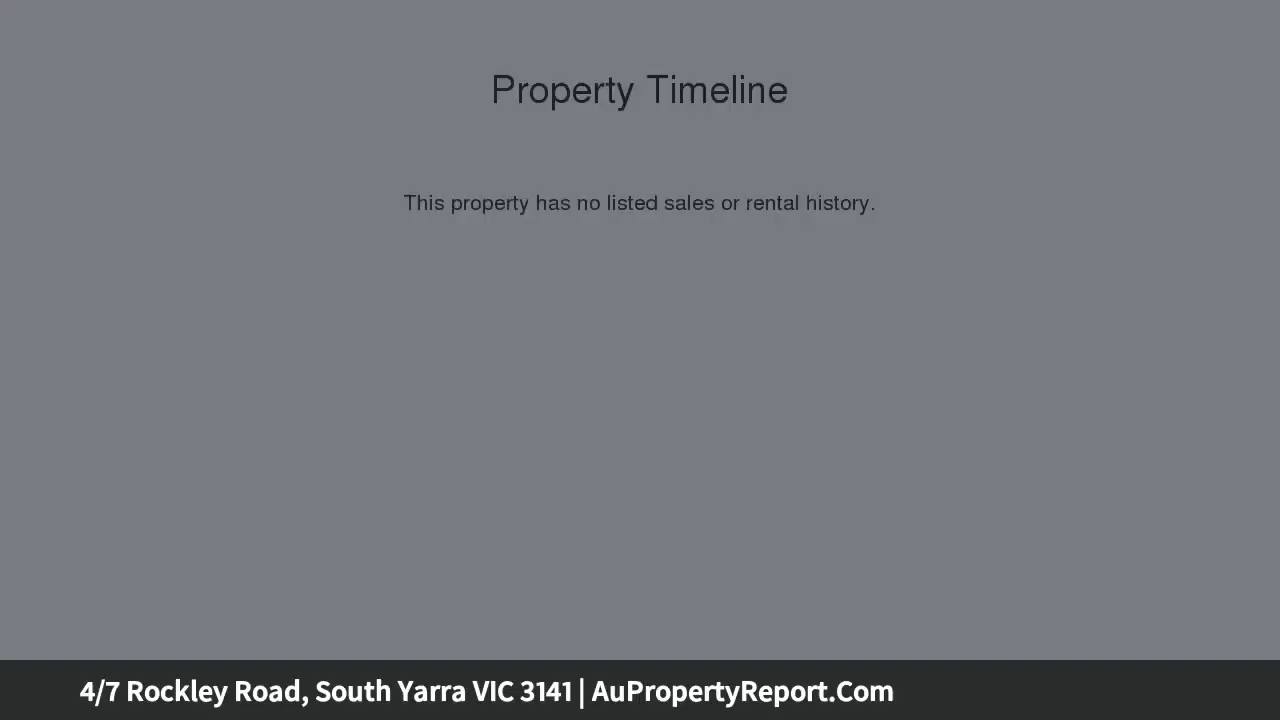 Property Timeline
This property has no listed sales or rental history.
4/7 Rockley Road, South Yarra VIC 3141 | AuPropertyReport.Com